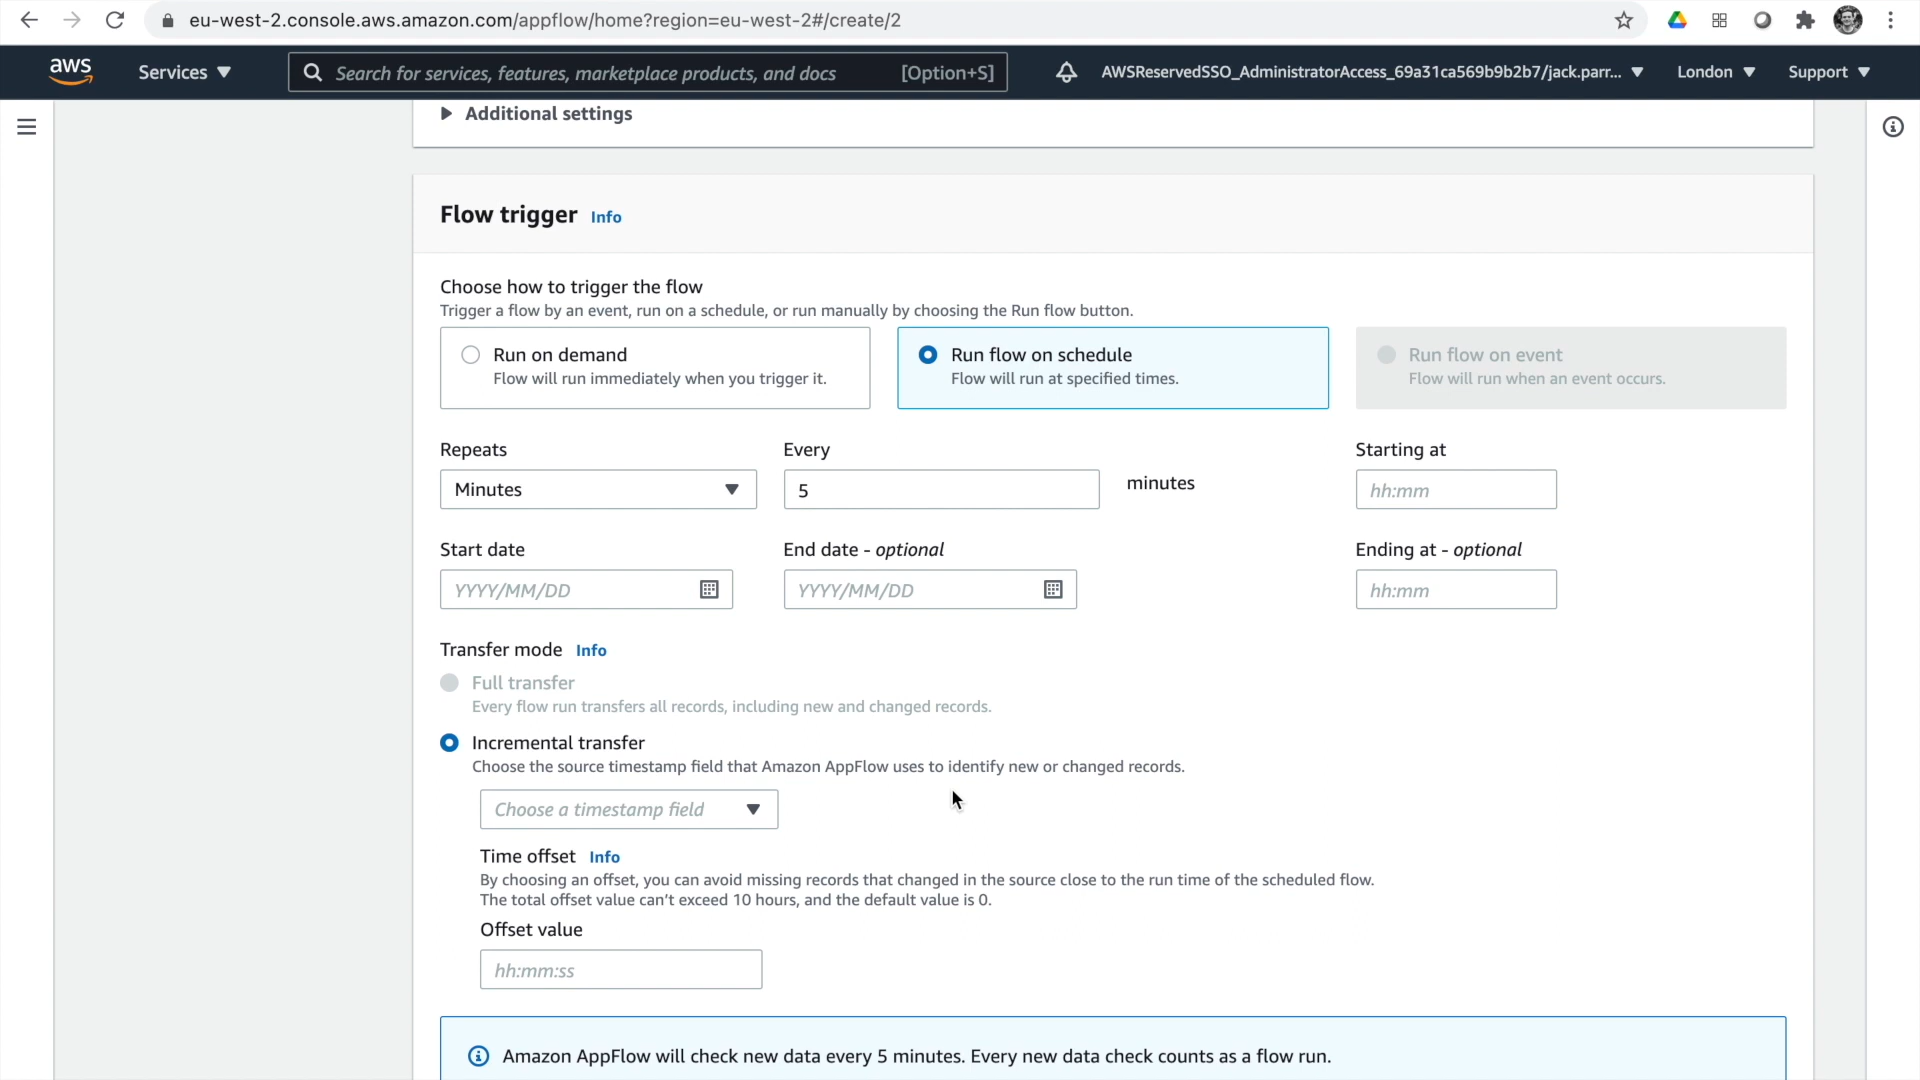 eu-west-2.console.aws.amazon.com/appflow/home?region=eu-west-2#/create/2
aws
Services
Search for services, features, marketplace products, and docs
[Option+S]
AWSReservedSSO_AdministratorAccess_69a31ca569b9b2b7/jack.parr...
London
Support
Additional settings
Flow trigger Info
Choose how to trigger the flow
Trigger a flow by an event, run on a schedule, or run manually by choosing the Run flow button.
Run on demand
Flow will run immediately when you trigger it.
Run flow on schedule
Flow will run at specified times.
Run flow on event
Flow will run when an event occurs.
Repeats
Every
Starting at
Minutes
5
minutes
hh:mm
Start date
End date - optional
Ending at - optional
YYYY/MM/DD
YYYY/MM/DD
hh:mm
Transfer mode Info
Full transfer
Every flow run transfers all records, including new and changed records.
Incremental transfer
Choose the source timestamp field that Amazon AppFlow uses to identify new or changed records.
Choose a timestamp field
Time offset Info
By choosing an offset, you can avoid missing records that changed in the source close to the run time of the scheduled flow.
The total offset value can't exceed 10 hours, and the default value is 0.
Offset value
hh:mm:ss
Amazon AppFlow will check new data every 5 minutes. Every new data check counts as a flow run.